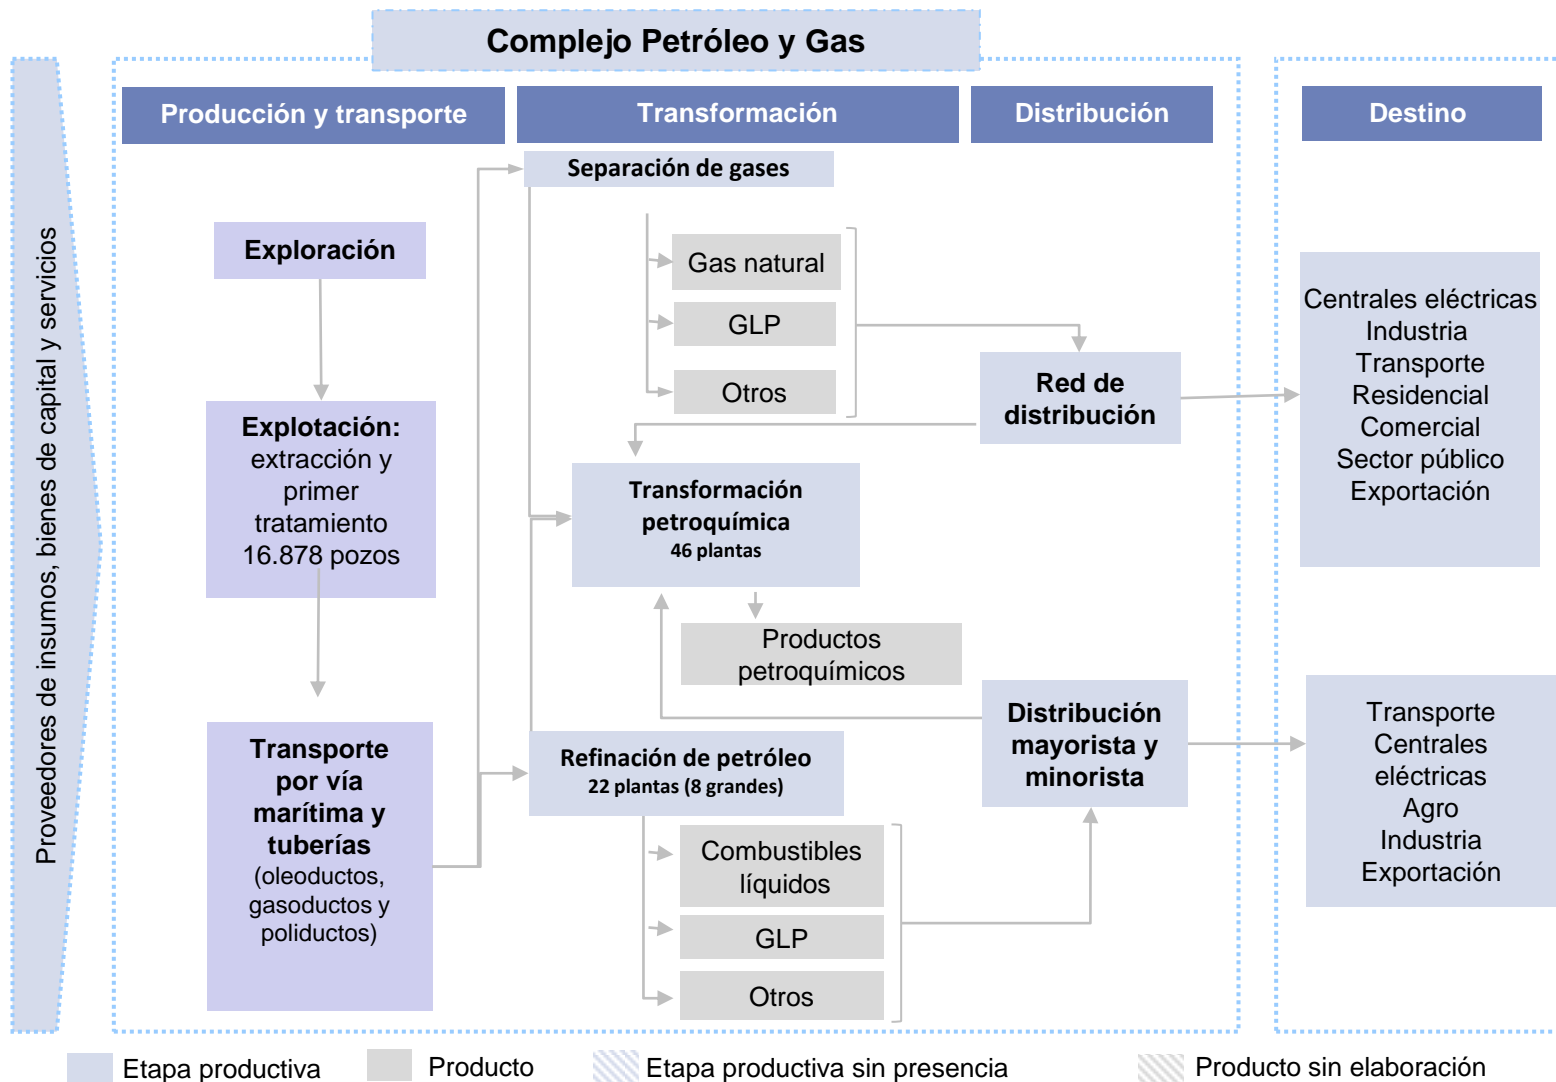 Complejo Petróleo y Gas
Proveedores de insumos, bienes de capital y servicios
Producción y transporte
Transformación
Distribución
Destino
Exploración
Explotación:
extracción y
primer
tratamiento
16.878 pozos
Transporte
por vía
marítima y
tuberías
(oleoductos,
gasoductos y
poliductos)
Separación de gases
Gas natural
GLP
Otros
Transformación
petroquímica
46 plantas
Productos
petroquímicos
Refinación de petróleo
22 plantas (8 grandes)
Combustibles
líquidos
GLP
Otros
Red de
distribución
Distribución
mayorista y
minorista
Centrales eléctricas
Industria
Transporte
Residencial
Comercial
Sector público
Exportación
Transporte
Centrales
eléctricas
Agro
Industria
Exportación
Etapa productiva
Producto
Etapa productiva sin presencia
Producto sin elaboración